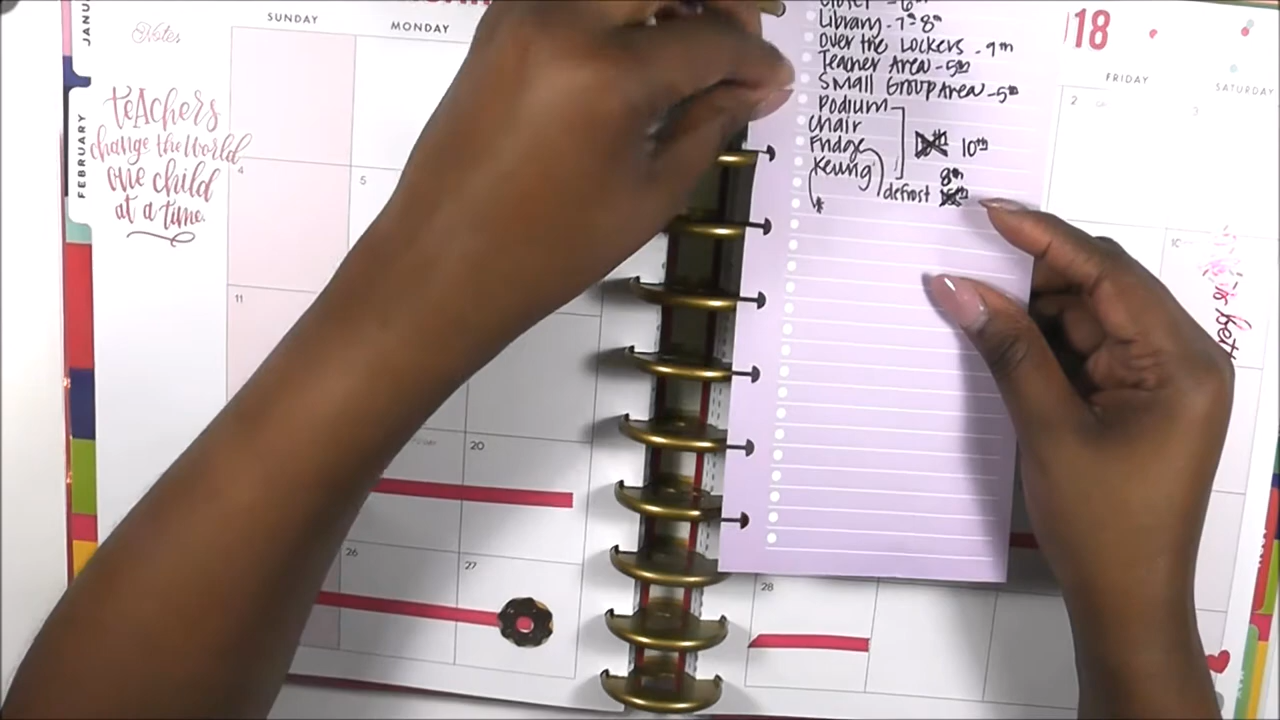 JANU
FEBRUARY
Notes
teachers
change the world
one child
at a time.
SUNDAY
MONDAY
4
5
11
20
26
27
Library - 7th 8th
Over the Lockers - 9th
Teacher Area - 5th
Small Group Area - 5th
Podium
Chair
Fridge
Keurig
10th
8th
defrost
*
18
FRIDAY
SATURDAY
2
3
10
28